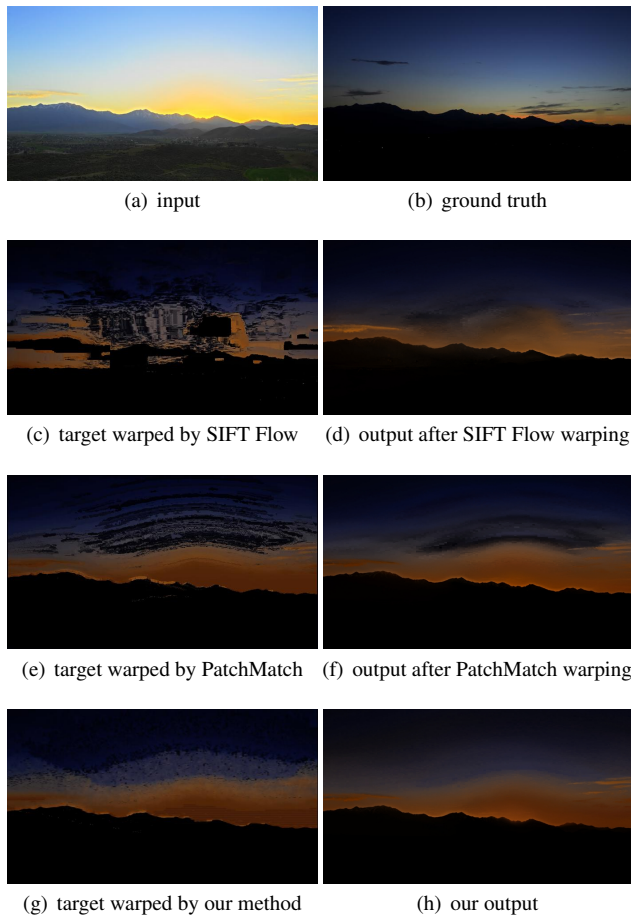 (a) input
(b) ground truth
(c) target warped by SIFT Flow
(d) output after SIFT Flow warping
(e) target warped by PatchMatch
(f) output after PatchMatch warping
(g) target warped by our method
(h) our output